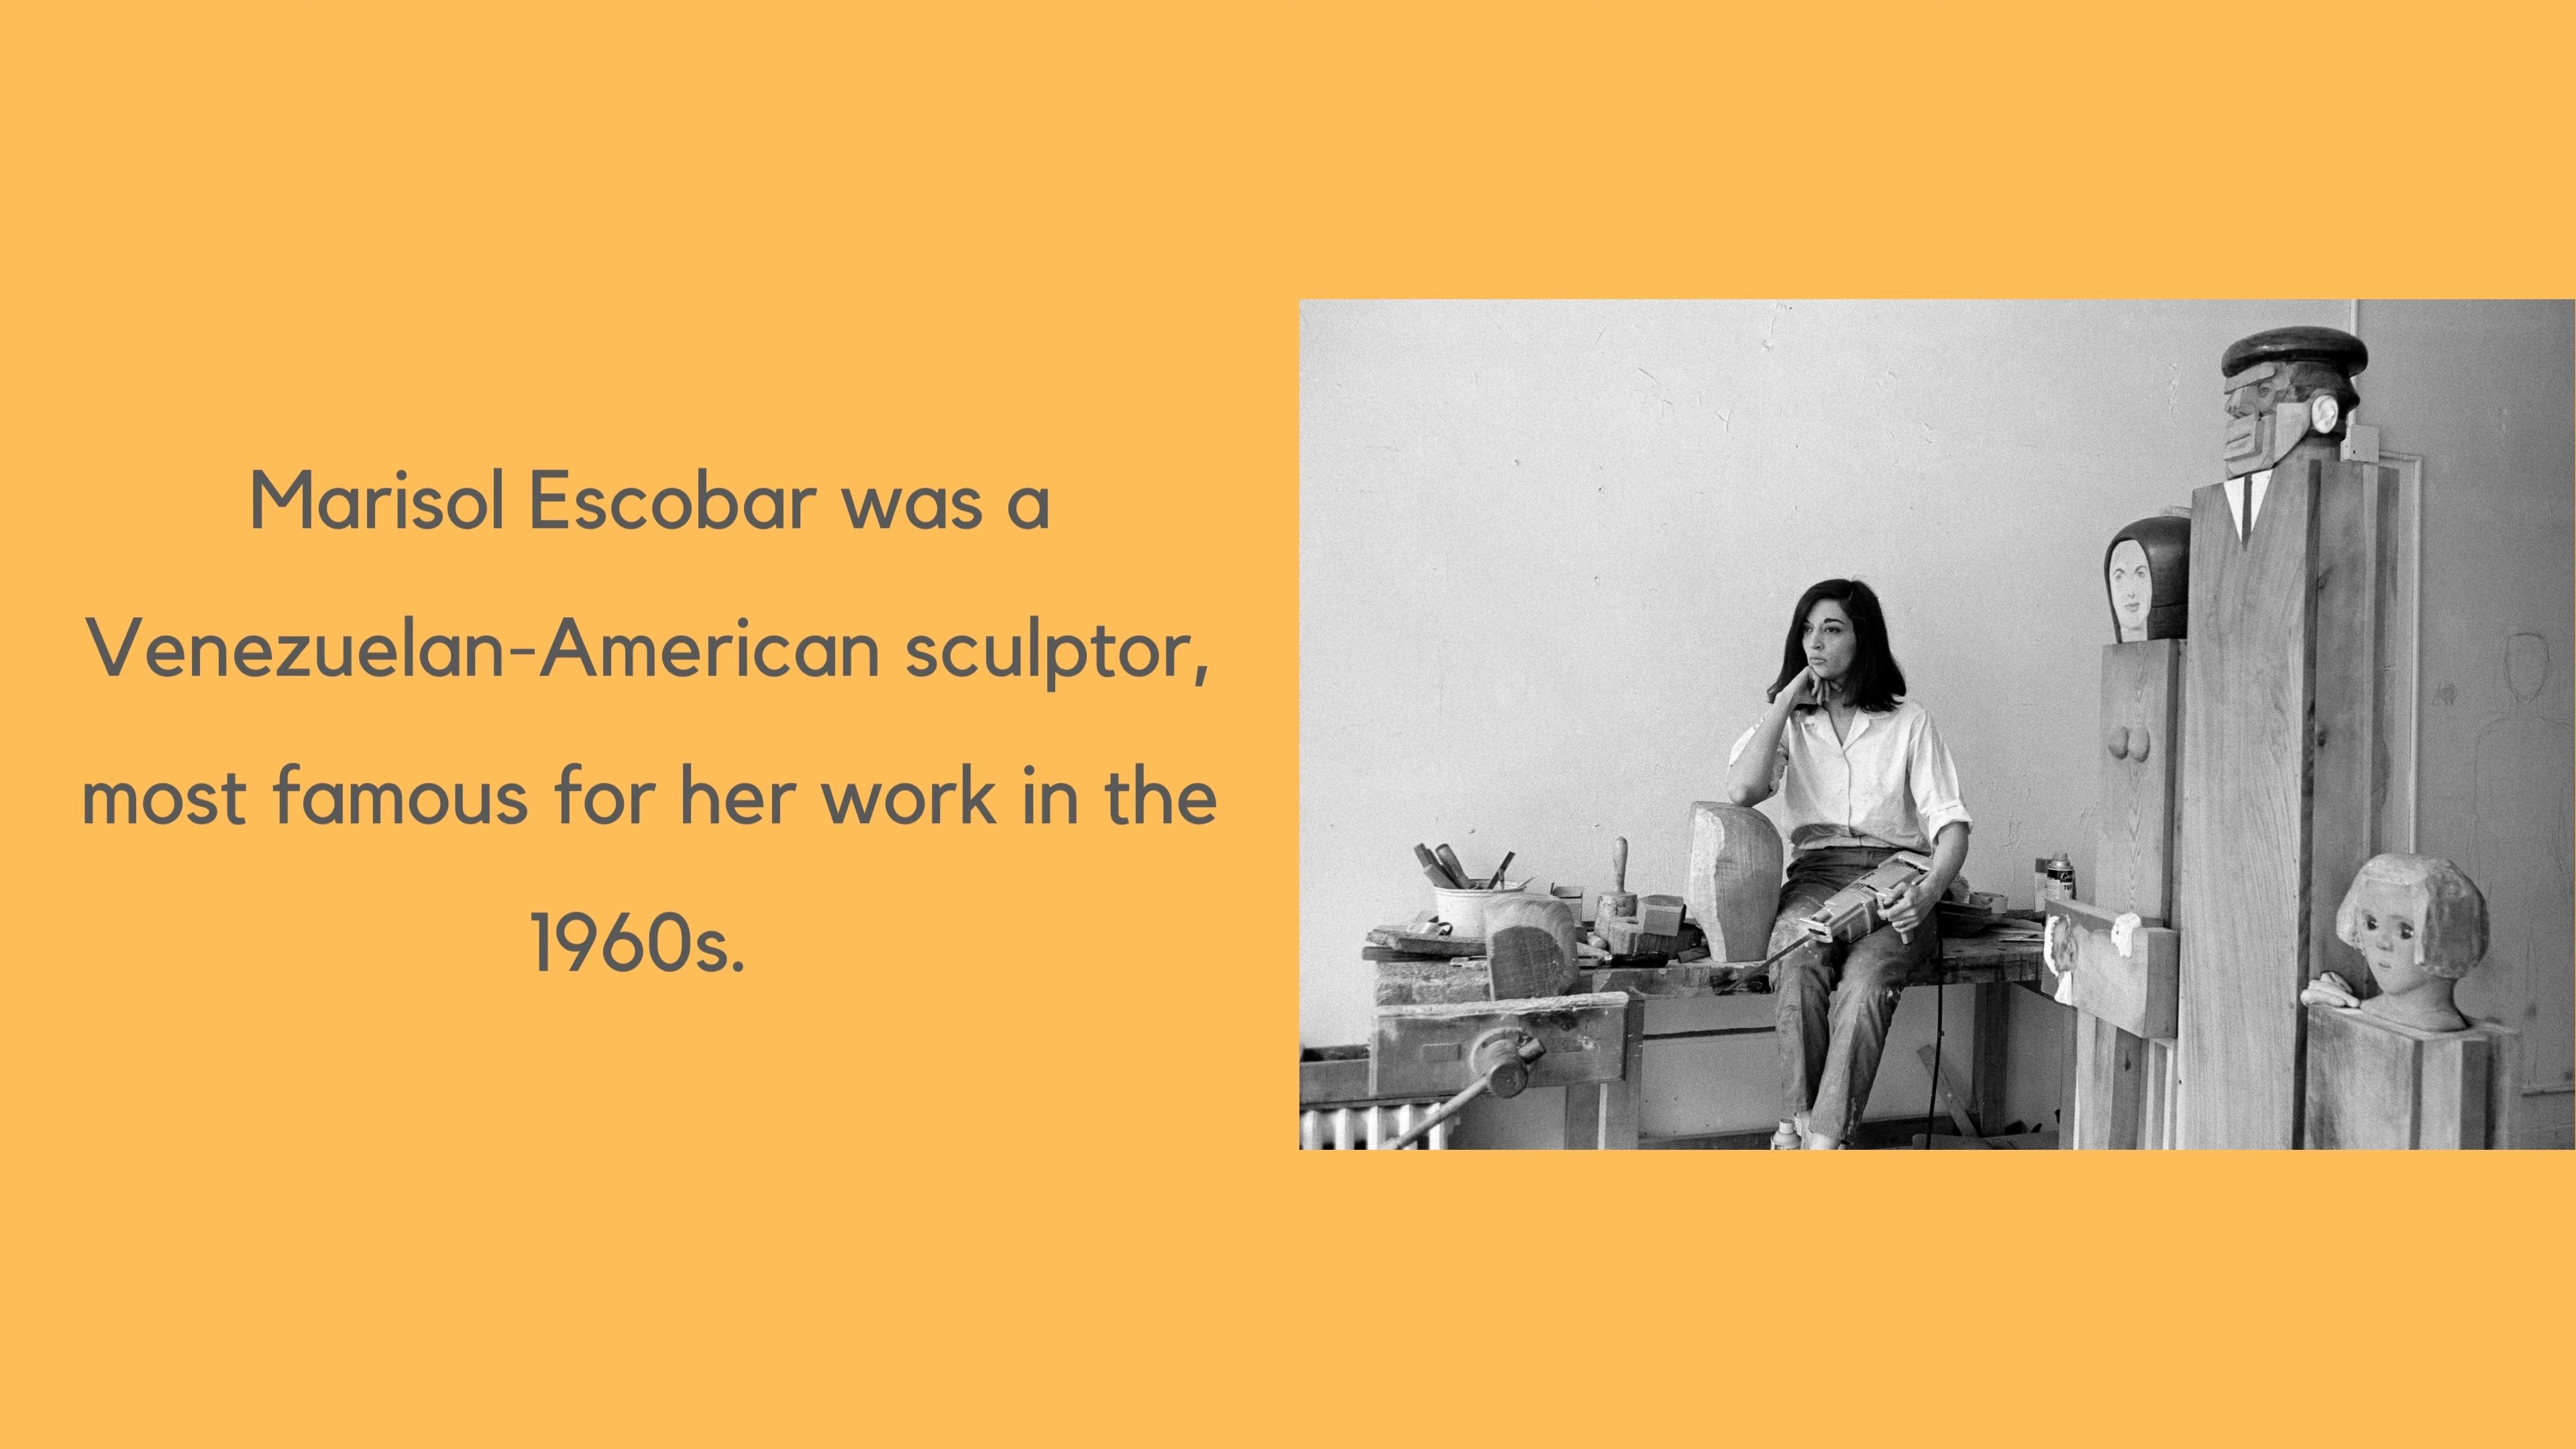 Marisol Escobar was a
Venezuelan-American sculptor,
most famous for her work in the
1960s.